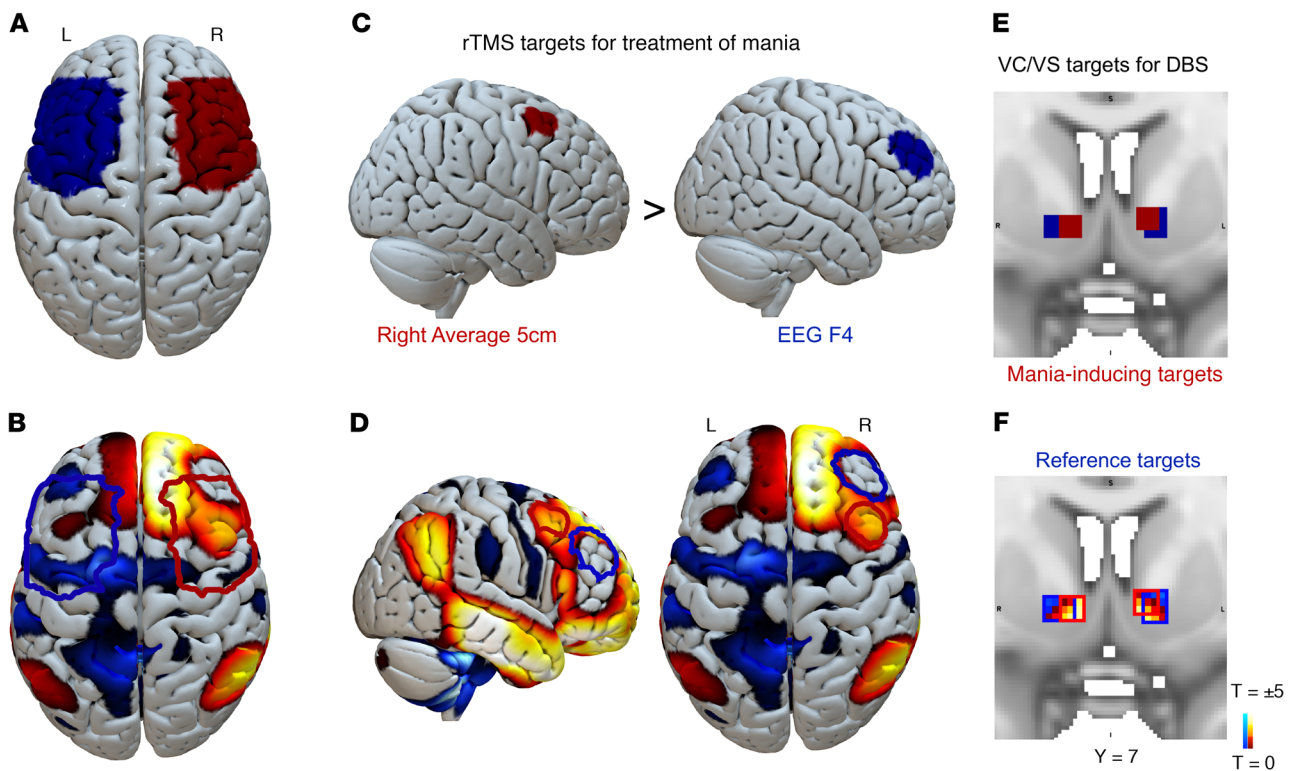 A
L
R
C
rTMS targets for treatment of mania
>
Right Average 5cm
EEG F4
E
VC/VS targets for DBS
S
R
L
I
Mania-inducing targets
B
D
L
R
F
Reference targets
S
R
L
I
Y = 7
T = ±5
T = 0